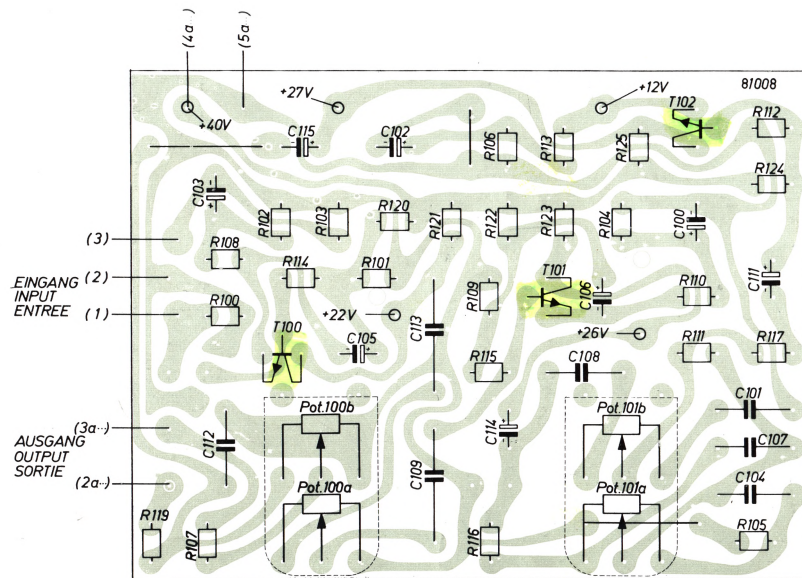 (4a..)
(5a..)
+27V
+12V
81008
T102
+40V
C115
C102
R106
R113
R125
R112
R124
C103
R102
R103
R120
R121
R122
R123
R104
C100
(3)
R108
R114
R101
T101
C111
EINGANG
INPUT
ENTREE
(2)
R109
C106
R110
(1)
R100
+22V
T100
C105
C113
+26V
R111
R117
R115
C108
C101
Pot.100b
Pot.101b
(3a..)
C112
C114
C107
AUSGANG
OUTPUT
SORTIE
C109
(2a..)
Pot.100a
Pot.101a
C104
R119
R107
R116
R105